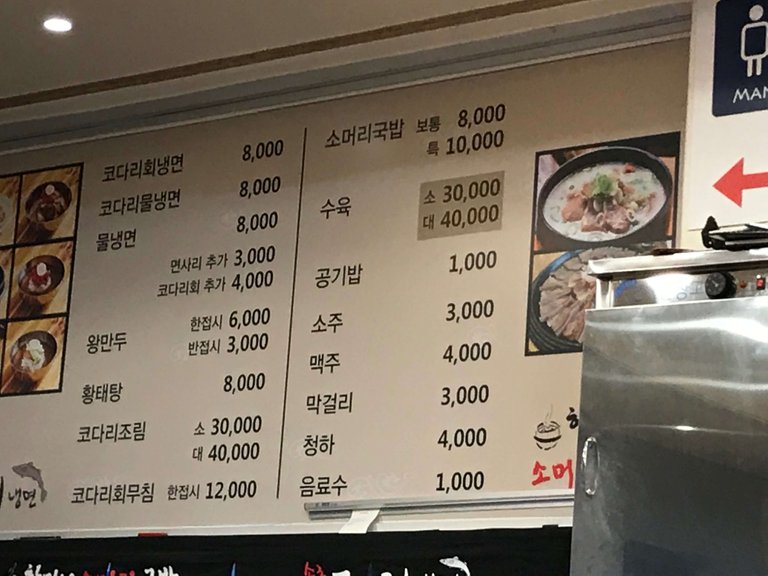 코다리회냉면 8,000
코다리물냉면 8,000
물냉면 8,000
면사리 추가 3,000
코다리회 추가 4,000
왕만두 한접시 6,000
반접시 3,000
황태탕 8,000
코다리조림 소 30,000
대 40,000
코다리회무침 한접시 12,000
소머리국밥 보통 8,000
특 10,000
수육 소 30,000
대 40,000
공기밥 1,000
소주 3,000
맥주 4,000
막걸리 3,000
청하 4,000
음료수 1,000
냉면
소머
MAN